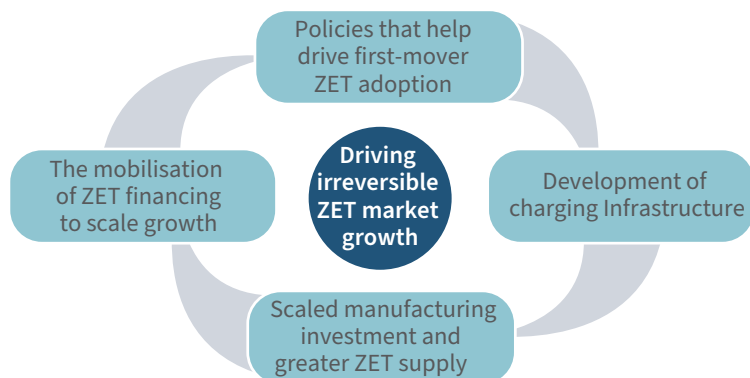 Policies that help
drive first-mover
ZET adoption
The mobilisation
of ZET financing
to scale growth
Driving
irreversible
ZET market
growth
Development of
charging Infrastructure
Scaled manufacturing
investment and
greater ZET supply